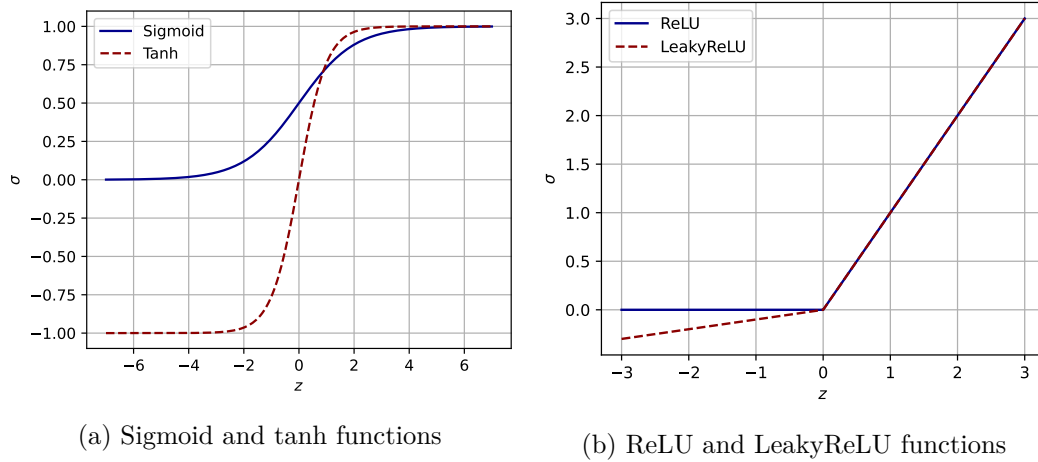 Sigmoid
Tanh
1.00
0.75
0.50
0.25
0.00
−0.25
−0.50
−0.75
−1.00
σ
−6 −4 −2 0 2 4 6
z
(a) Sigmoid and tanh functions
ReLU
LeakyReLU
3.0
2.5
2.0
1.5
1.0
0.5
0.0
σ
−3 −2 −1 0 1 2 3
z
(b) ReLU and LeakyReLU functions